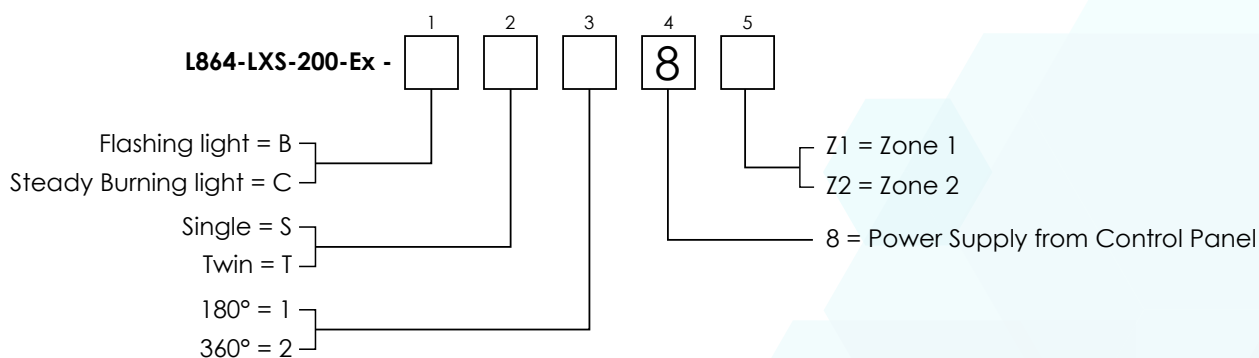 1 2 3 4 5
L864-LXS-200-Ex - 8
Flashing light = B
Steady Burning light = C
Single = S
Twin = T
180° = 1
360° = 2
Z1 = Zone 1
Z2 = Zone 2
8 = Power Supply from Control Panel